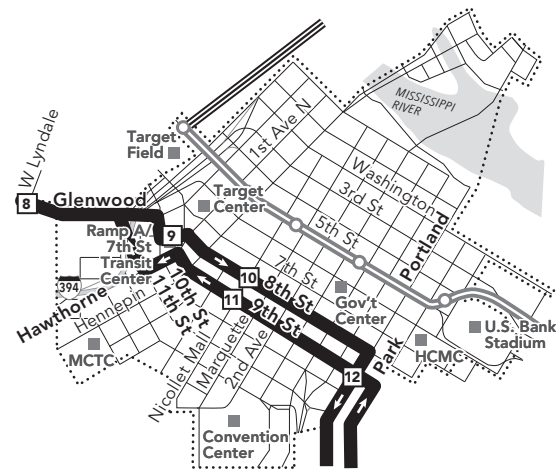 MISSISSIPPI
RIVER
1st Ave N
Target
Field
W Lyndale
Washington
3rd St
8
Glenwood
Target
Center
5th St
Portland
Ramp A/
7th St
Transit
Center
9
7th St
10
8th St
394
Hawthorne
Hennepin
10th St
11th St
11
9th St
Gov't
Center
U.S. Bank
Stadium
MCTC
Nicollet Mall
Marquette
2nd Ave
HCMC
Park
12
Convention
Center